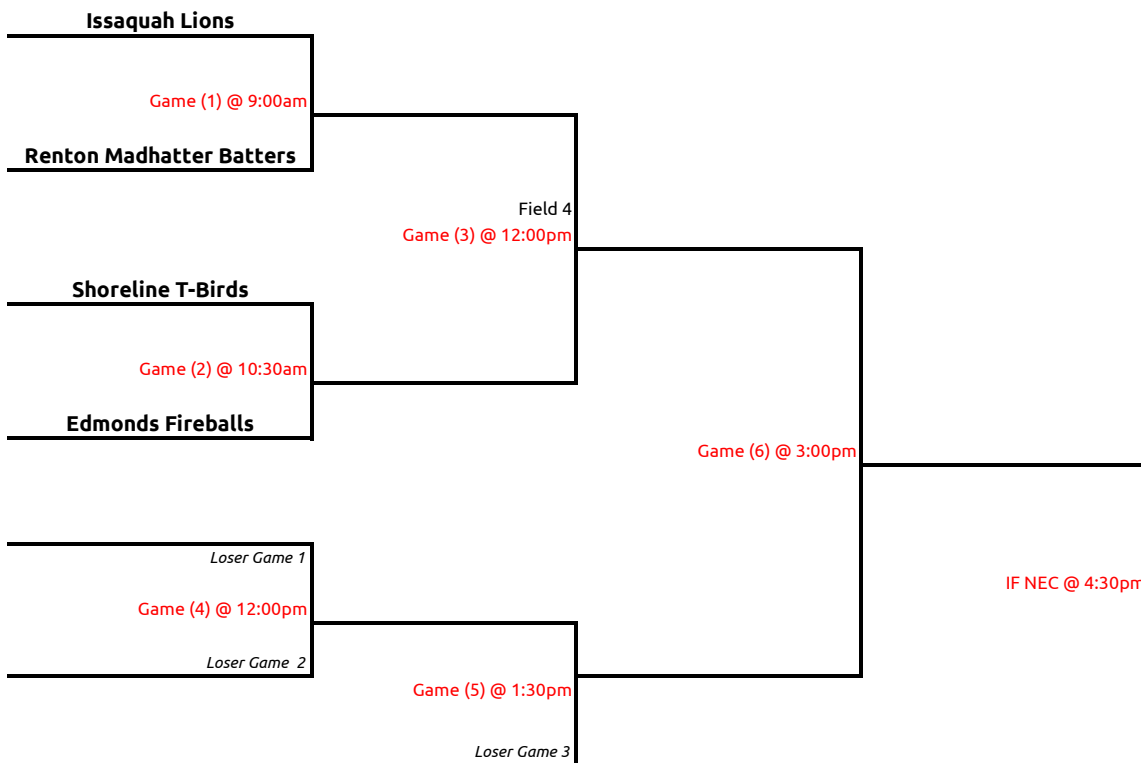 Issaquah Lions
Game (1) @ 9:00am
Renton Madhatter Batters
Field 4
Game (3) @ 12:00pm
Shoreline T-Birds
Game (2) @ 10:30am
Edmonds Fireballs
Game (6) @ 3:00pm
Loser Game 1
IF NEC @ 4:30pm
Game (4) @ 12:00pm
Loser Game  2
Game (5) @ 1:30pm
Loser Game 3